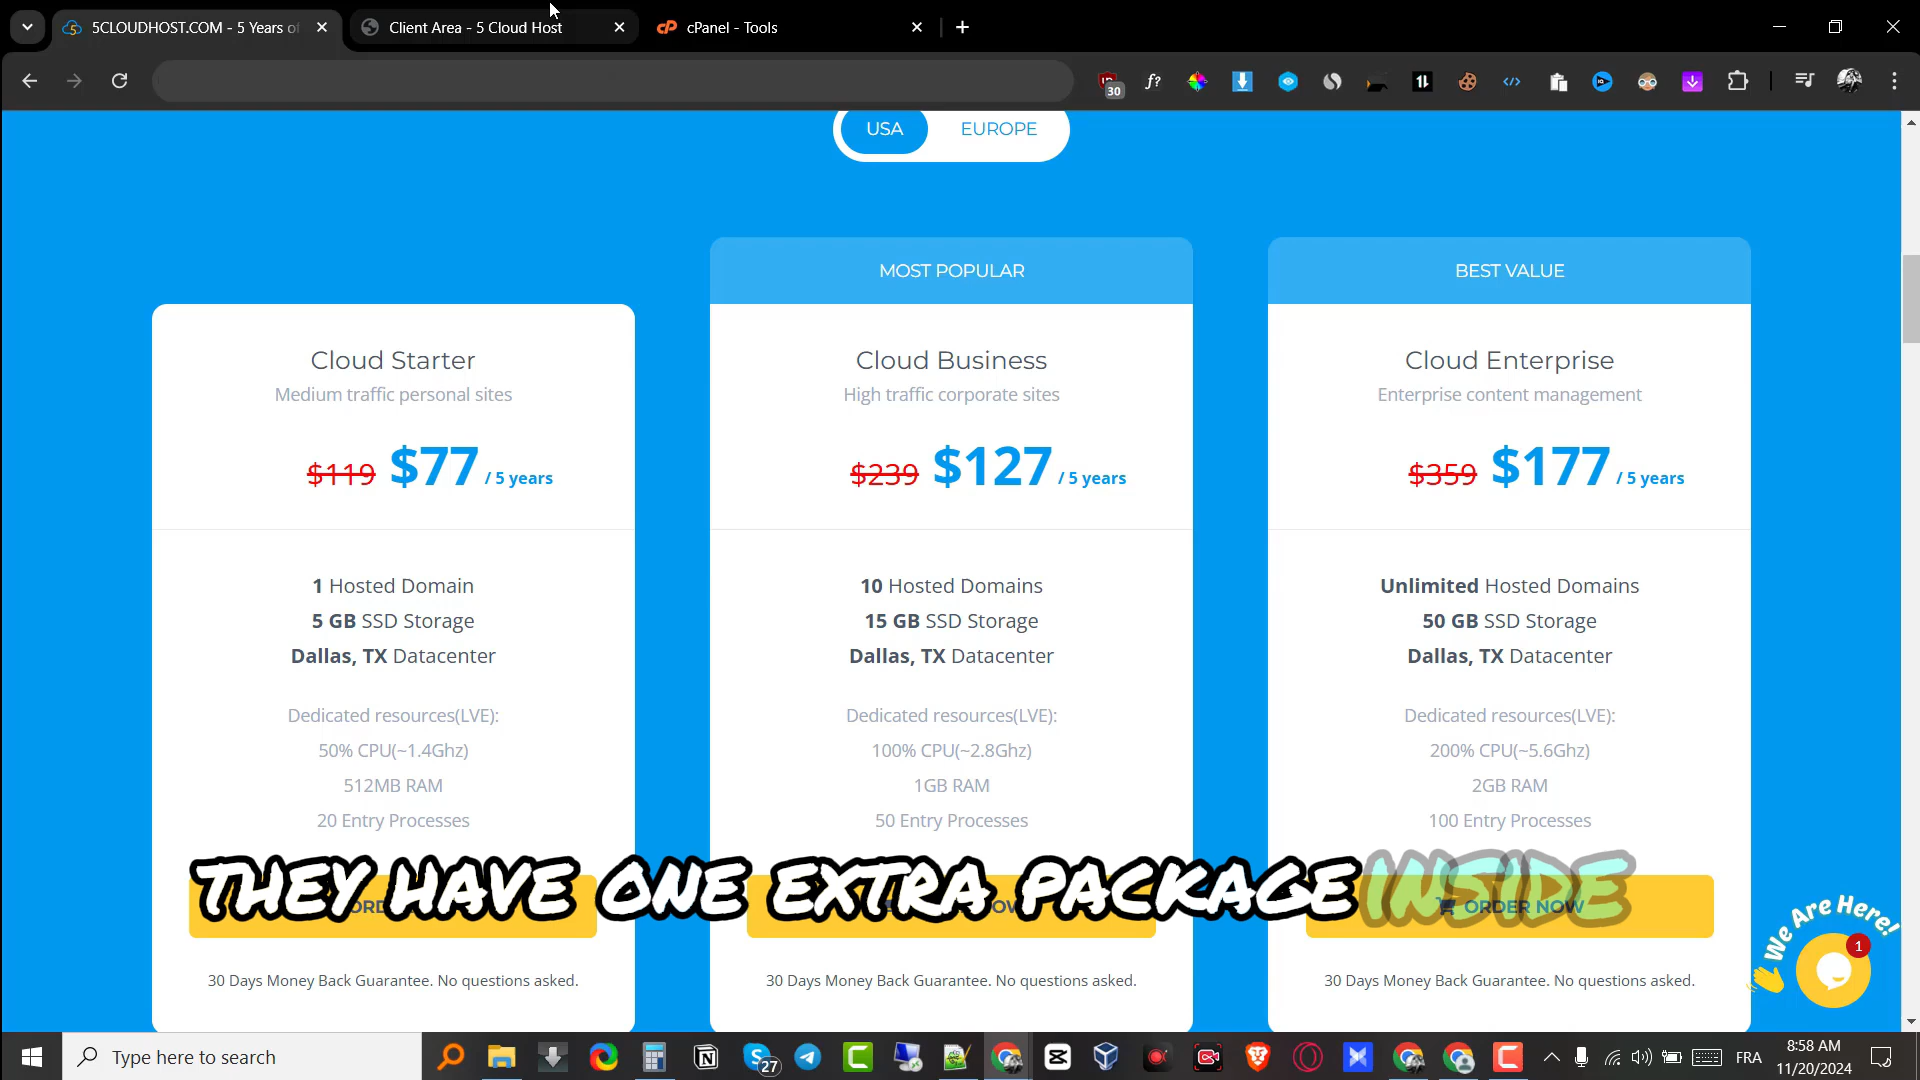 5CLOUDHOST.COM - 5 Years of
Client Area - 5 Cloud Host
cPanel - Tools
30
USA
EUROPE
MOST POPULAR
BEST VALUE
Cloud Starter
Medium traffic personal sites
$119 $77 / 5 years
1 Hosted Domain
5 GB SSD Storage
Dallas, TX Datacenter
Dedicated resources(LVE):
50% CPU(~1.4Ghz)
512MB RAM
20 Entry Processes
30 Days Money Back Guarantee. No questions asked.
Cloud Business
High traffic corporate sites
$239 $127 / 5 years
10 Hosted Domains
15 GB SSD Storage
Dallas, TX Datacenter
Dedicated resources(LVE):
100% CPU(~2.8Ghz)
1GB RAM
50 Entry Processes
30 Days Money Back Guarantee. No questions asked.
Cloud Enterprise
Enterprise content management
$359 $177 / 5 years
Unlimited Hosted Domains
50 GB SSD Storage
Dallas, TX Datacenter
Dedicated resources(LVE):
200% CPU(~5.6Ghz)
2GB RAM
100 Entry Processes
ORDER NOW
30 Days Money Back Guarantee. No questions asked.
THEY HAVE ONE EXTRA PACKAGE INSIDE
We Are Here!
1
Type here to search
27
FRA
8:58 AM
11/20/2024